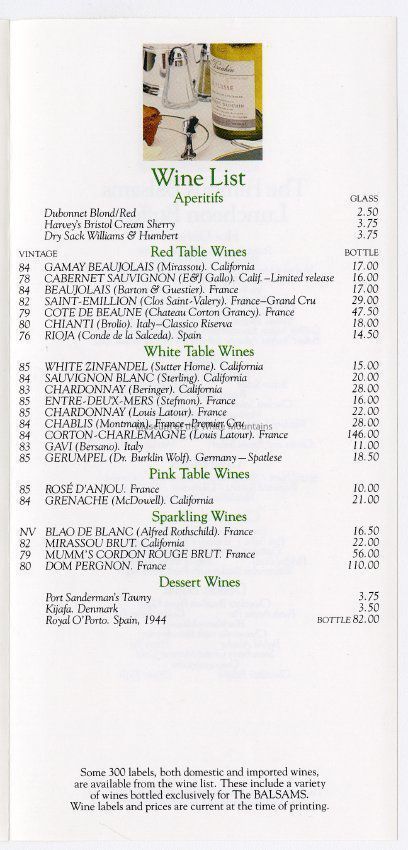 Wine List
Aperitifs
GLASS
Dubonnet Blond/Red 2.50
Harvey's Bristol Cream Sherry 3.75
Dry Sack Williams & Humbert 3.75
VINTAGE Red Table Wines BOTTLE
84 GAMAY BEAUJOLAIS (Mirassou). California 17.00
78 CABERNET SAUVIGNON (E&J Gallo). Calif.-Limited release 16.00
84 BEAUJOLAIS (Barton & Guestier). France 17.00
82 SAINT-EMILLION (Clos Saint-Valery). France-Grand Cru 29.00
79 COTE DE BEAUNE (Chateau Corton Grancy). France 47.50
80 CHIANTI (Brolio). Italy-Classico Riserva 18.00
76 RIOJA (Conde de la Salceda). Spain 14.50
White Table Wines
85 WHITE ZINFANDEL (Sutter Home). California 15.00
84 SAUVIGNON BLANC (Sterling). California 20.00
83 CHARDONNAY (Beringer). California 28.00
85 ENTRE-DEUX-MERS (Stefmon). France 16.00
85 CHARDONNAY (Louis Latour). France 22.00
84 CHABLIS (Montmain). France-Premier Cru 28.00
84 CORTON-CHARLEMAGNE (Louis Latour). France 146.00
83 GAVI (Bersano). Italy 11.00
85 GERUMPEL (Dr. Burklin Wolf). Germany-Spatlese 18.50
Pink Table Wines
85 ROSÉ D'ANJOU. France 10.00
84 GRENACHE (McDowell). California 21.00
Sparkling Wines
NV BLAO DE BLANC (Alfred Rothschild). France 16.50
82 MIRASSOU BRUT. California 22.00
79 MUMM'S CORDON ROUGE BRUT. France 56.00
80 DOM PERGNON. France 110.00
Dessert Wines
Port Sanderman's Tawny 3.75
Kijafa. Denmark 3.50
Royal O'Porto. Spain, 1944 BOTTLE 82.00
Some 300 labels, both domestic and imported wines,
are available from the wine list. These include a variety
of wines bottled exclusively for The BALSAMS.
Wine labels and prices are current at the time of printing.